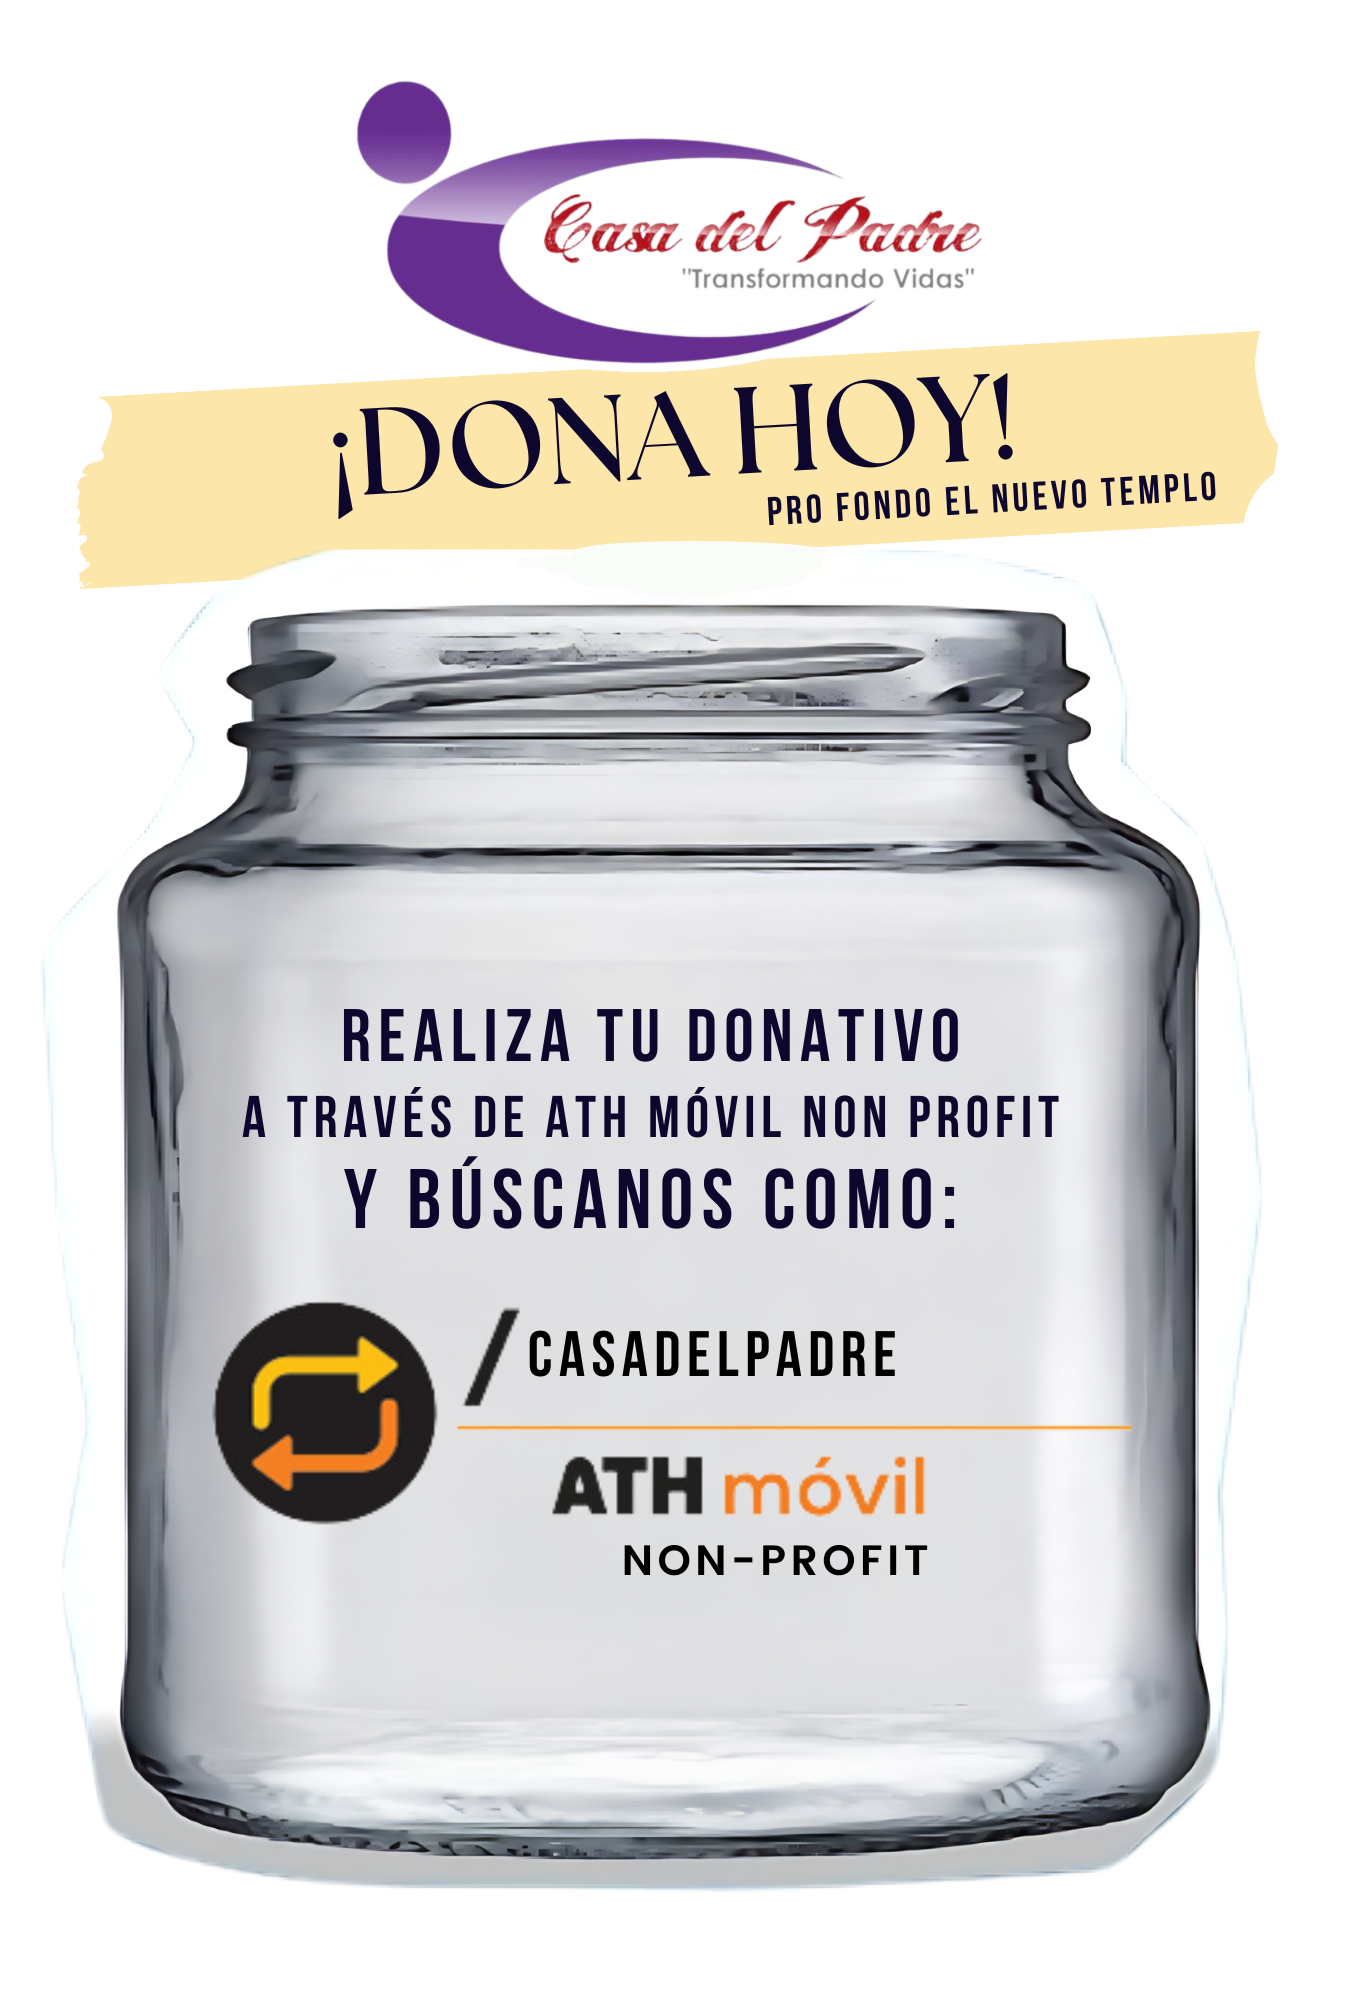 Casa del Padre
"Transformando Vidas"
¡DONA HOY!
PRO FONDO EL NUEVO TEMPLO
REALIZA TU DONATIVO
A TRAVÉS DE ATH MÓVIL NON PROFIT
Y BÚSCANOS COMO:
/CASADELPADRE
ATH móvil
NON-PROFIT